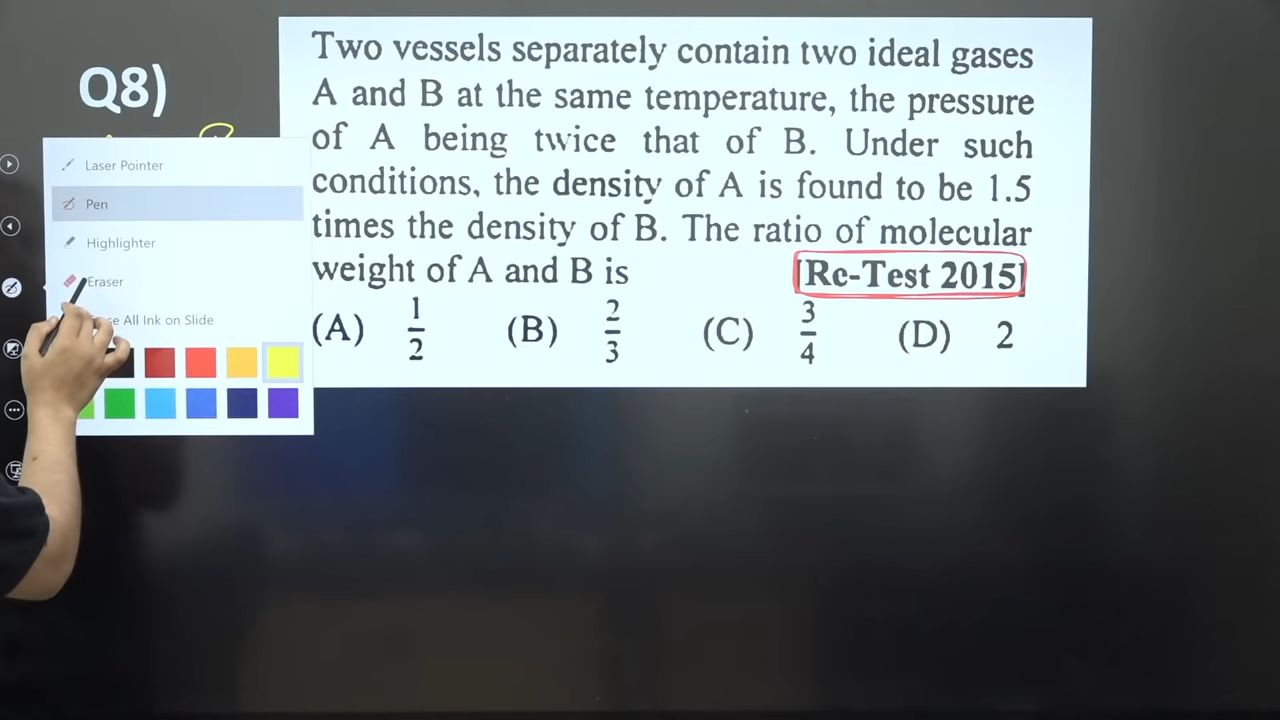 Q8)
Two vessels separately contain two ideal gases
A and B at the same temperature, the pressure
of A being twice that of B. Under such
conditions, the density of A is found to be 1.5
times the density of B. The ratio of molecular
weight of A and B is [Re-Test 2015]
(A) 1/2 (B) 2/3 (C) 3/4 (D) 2
Laser Pointer
Pen
Highlighter
Eraser
All Ink on Slide